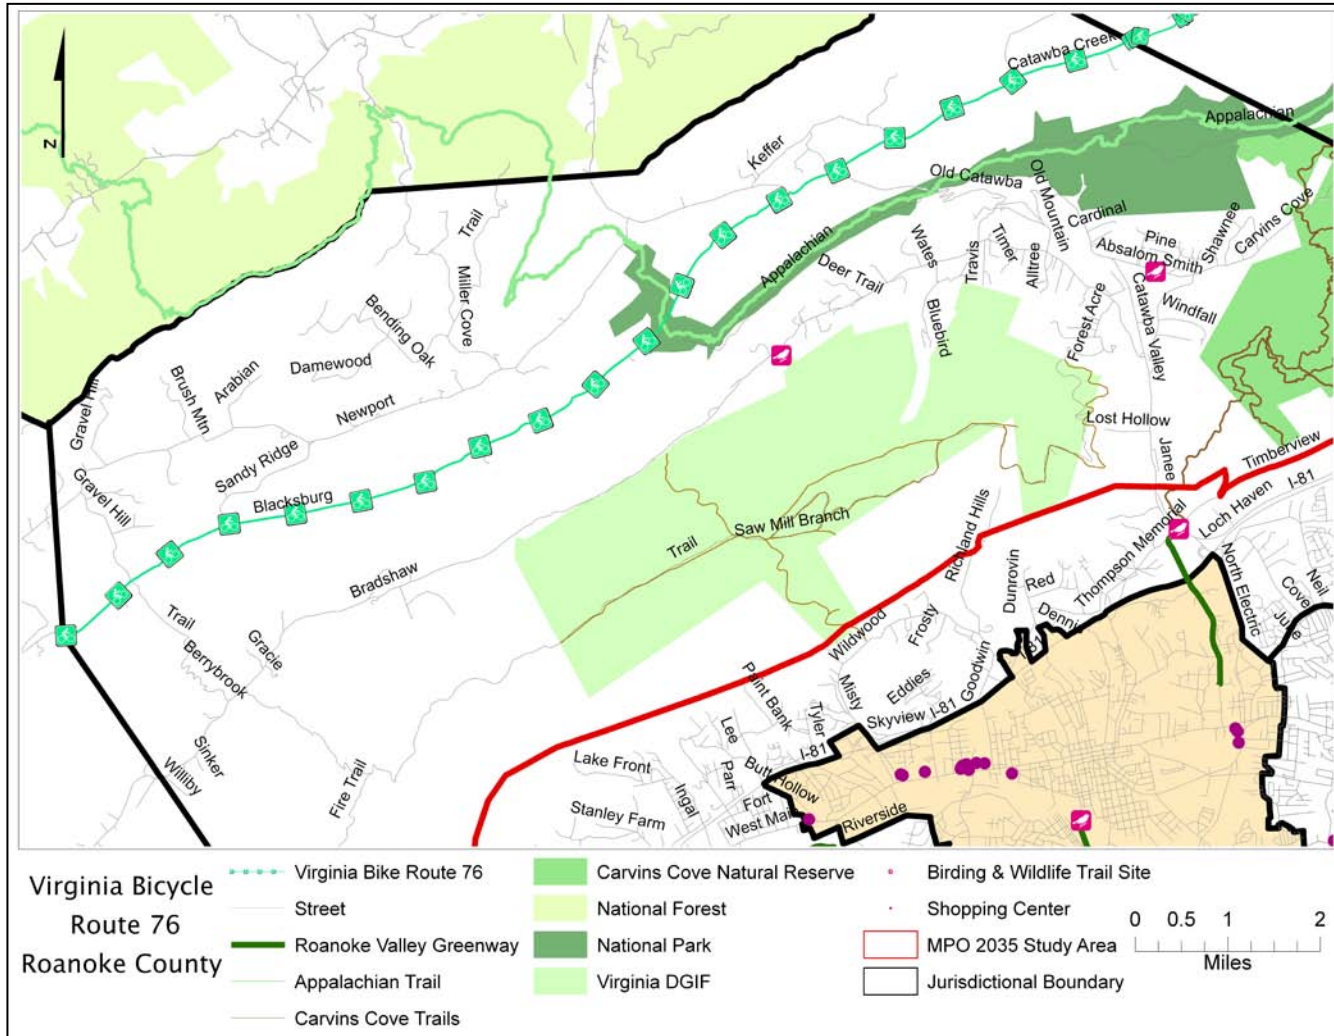 N
Catawba Creek
Appalachian
Keffer
Old Catawba
Old Mountain
Cardinal
Trail
Miller Cove
Appalachian
Deer Trail
Wates
Travis
Timer
Alltree
Pine
Absalom Smith
Shawnee
Carvins Cove
Windfall
Catawba Valley
Bluebird
Forest Acre
Bending Oak
Damewood
Arabian
Brush Mtn
Gravel Hill
Newport
Sandy Ridge
Gravel Hill
Blacksburg
Lost Hollow
Janee
Timberview
I-81
Loch Haven
Saw Mill Branch
Trail
Richland Hills
Thompson Memorial
North Electric
Neil
Cove
June
Bradshaw
Dunrovin
Red
Denni
81
Trail
Berrybrook
Gracie
Wildwood
Frosty
Goodwin
Eddies
Misty
Skyview
I-81
Paint Bank
Tyler
I-81
Lee
Parr
Butt Hollow
Lake Front
Ingal
Fort
West Main
Riverside
Stanley Farm
Sinker
Williby
Fire Trail
Virginia Bicycle
Route 76
Roanoke County
Virginia Bike Route 76
Street
Roanoke Valley Greenway
Appalachian Trail
Carvins Cove Trails
Carvins Cove Natural Reserve
National Forest
National Park
Virginia DGIF
Birding & Wildlife Trail Site
Shopping Center
MPO 2035 Study Area
Jurisdictional Boundary
0 0.5 1 2
Miles